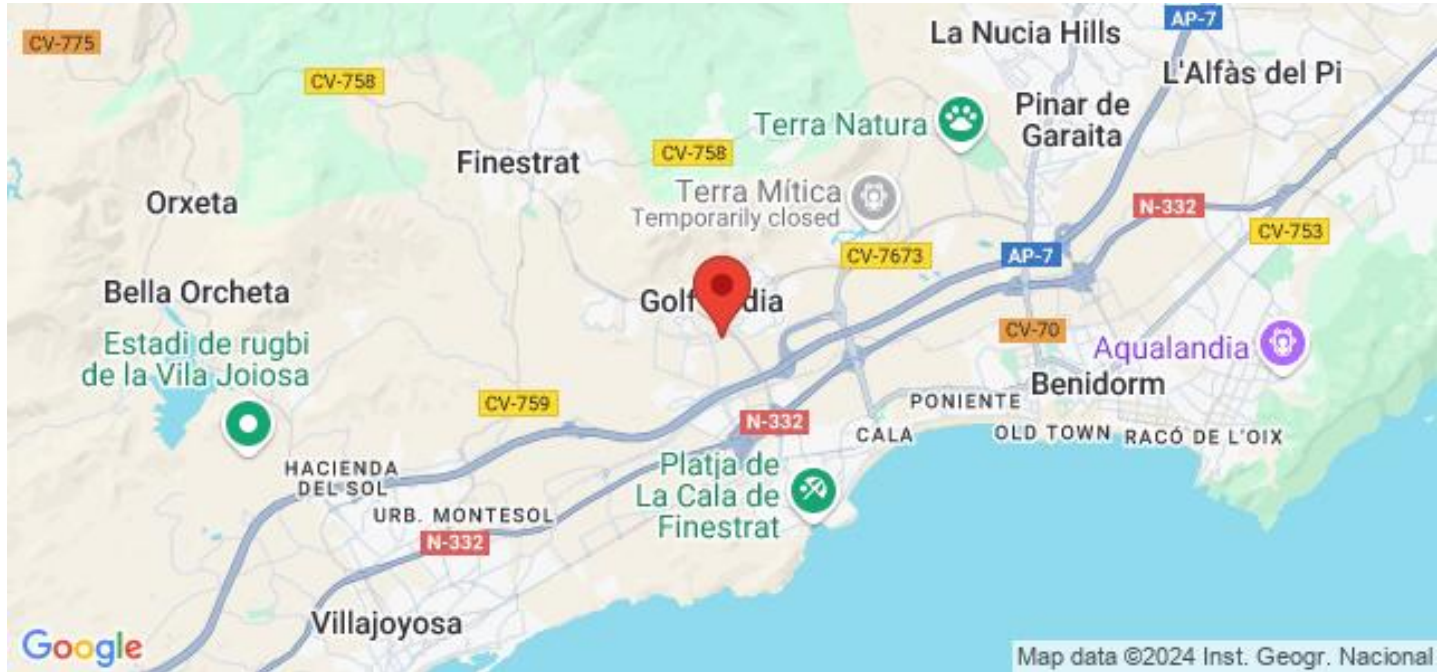 AP-7
La Nucia Hills
CV-775
L'Alfàs del Pi
CV-758
Pinar de
Garaita
Terra Natura
CV-758
Finestrat
Terra Mítica
Temporarily closed
Orxeta
N-332
CV-753
CV-7673
AP-7
Bella Orcheta
Golf
dia
CV-70
Estadi de rugbi
de la Vila Joiosa
Aqualandia
Benidorm
CV-759
PONIENTE
N-332
CALA
OLD TOWN
RACÓ DE L'OIX
HACIENDA
DEL SOL
Platja de
La Cala de
Finestrat
URB. MONTESOL
N-332
Villajoyosa
Google
Map data ©2024 Inst. Geogr. Nacional